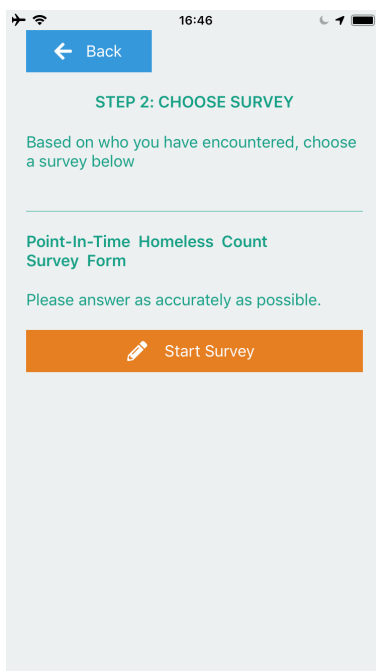 16:46
Back
STEP 2: CHOOSE SURVEY
Based on who you have encountered, choose
a survey below
Point-In-Time Homeless Count
Survey Form
Please answer as accurately as possible.
Start Survey